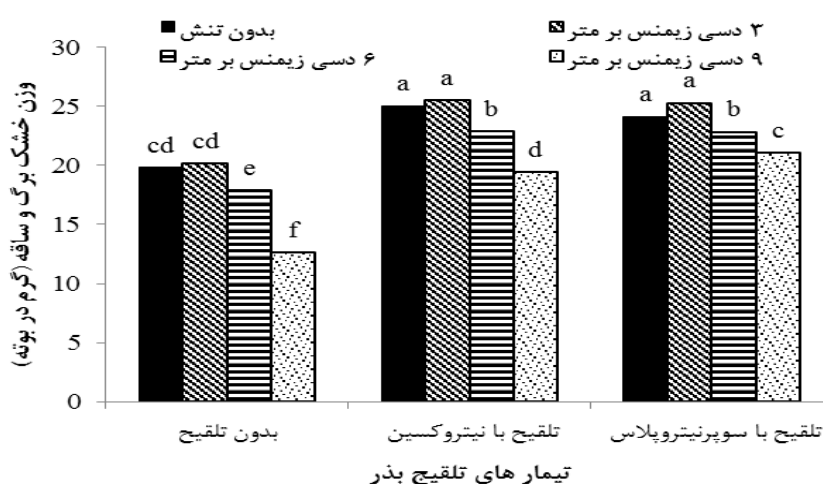 بدون تنش
۳ دسی زیمنس بر متر
۶ دسی زیمنس بر متر
۹ دسی زیمنس بر متر
وزن خشک برگ و ساقه (گرم در بوته)
30
25
20
15
10
5
0
cd cd e f
a a b d
a a b c
بدون تلقیح
تلقیح با نیتروکسین
تلقیح با سوپرنیتروپلاس
تیمار های تلقیح بذر